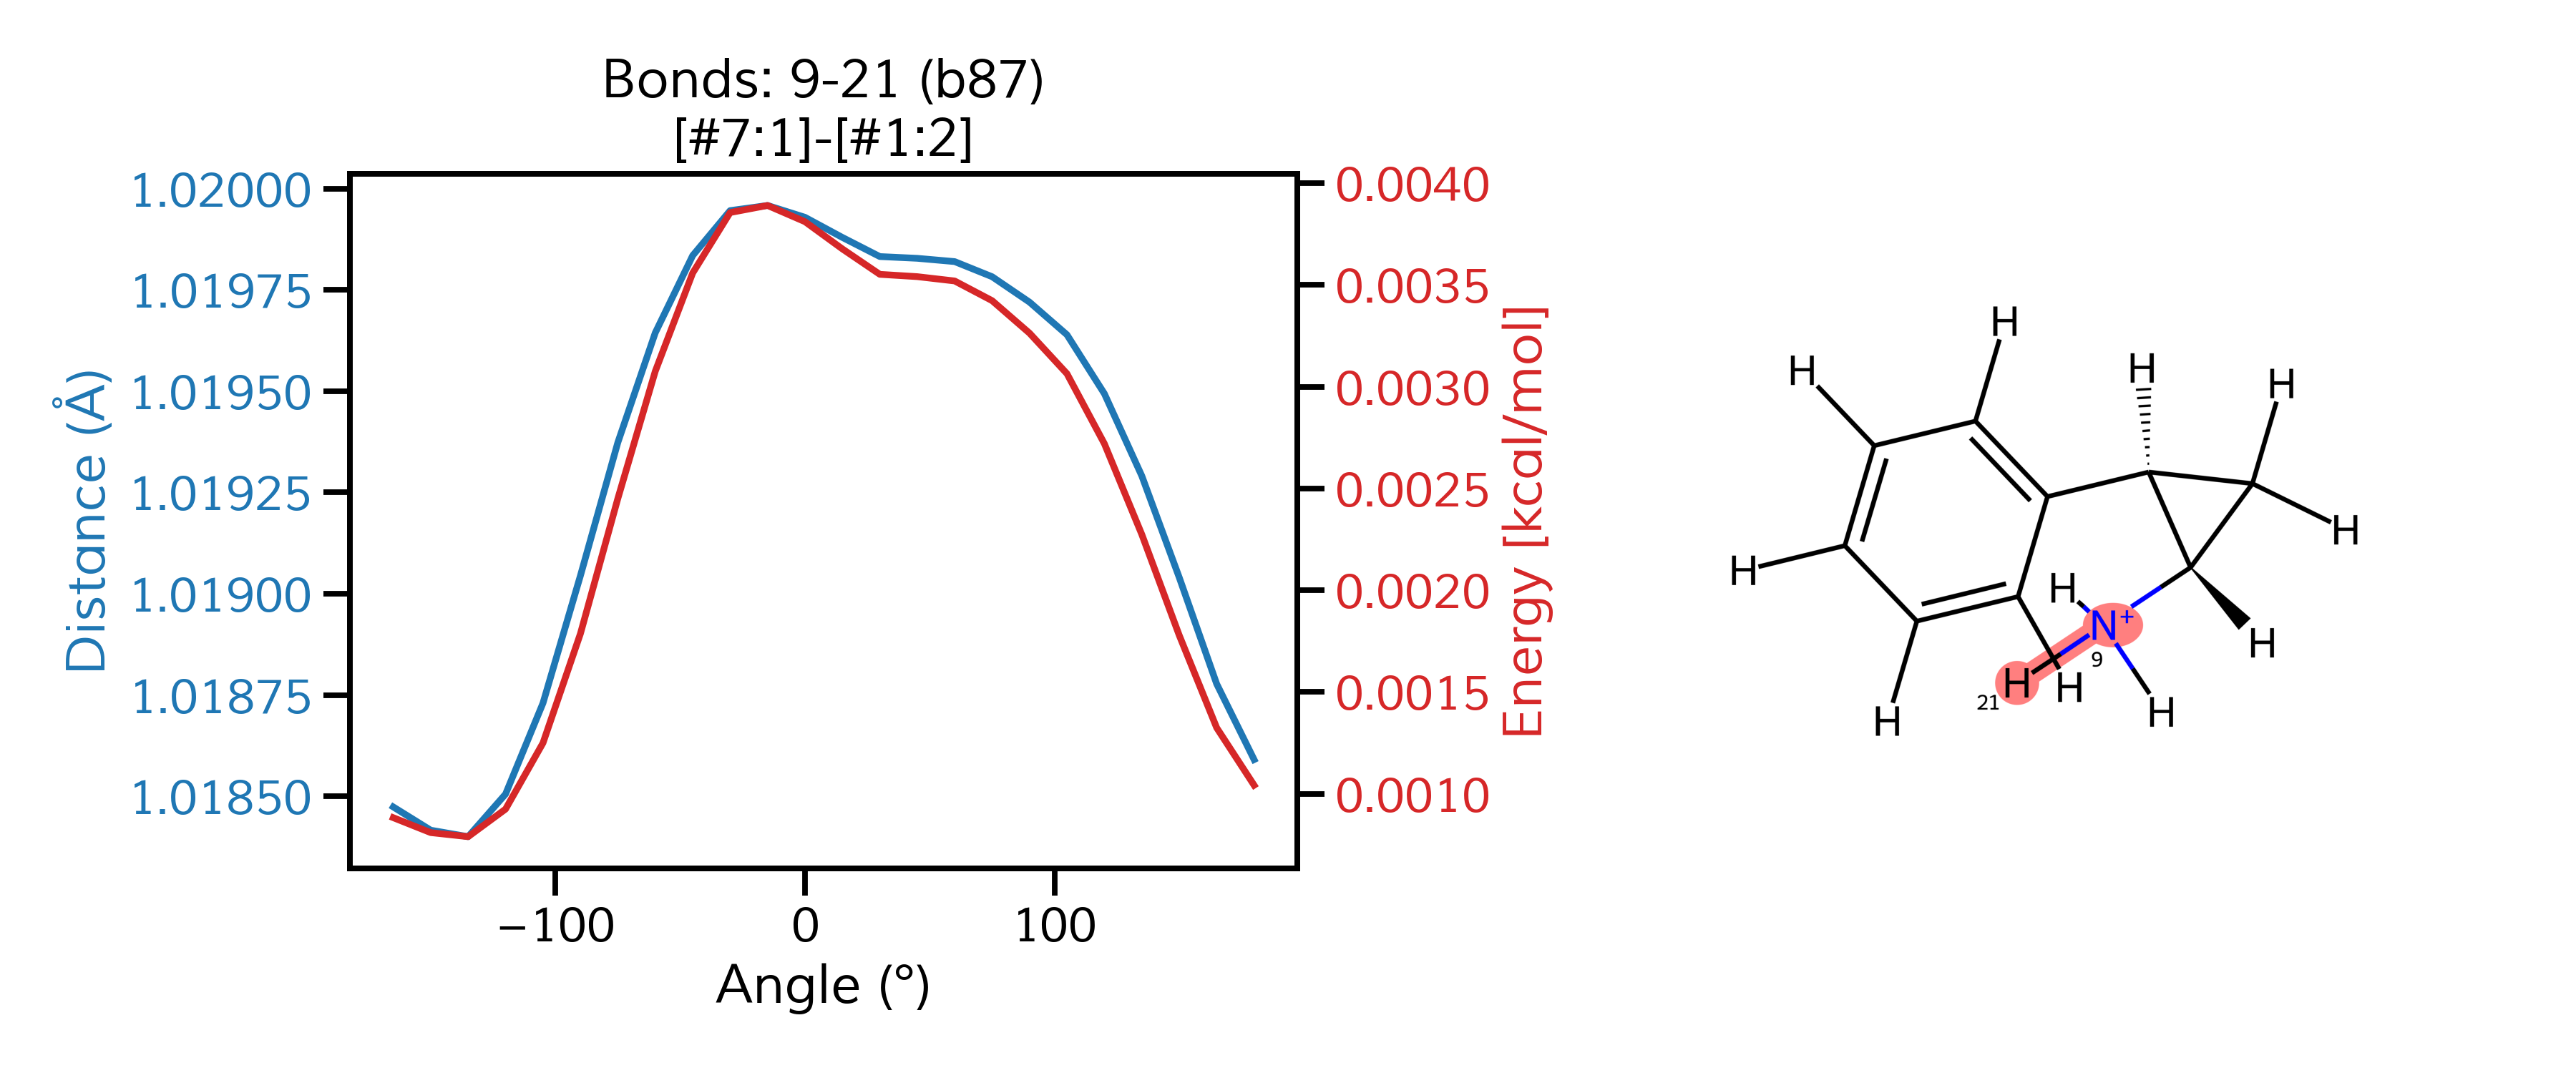 Bonds: 9-21 (b87)
[#7:1]-[#1:2]
Distance (Å)
1.02000
1.01975
1.01950
1.01925
1.01900
1.01875
1.01850
−100
0
100
Angle (°)
0.0040
0.0035
0.0030
0.0025
0.0020
0.0015
0.0010
Energy [kcal/mol]
H
H
H
H
H
H
H
N+
9
H
H
21
H
H
H